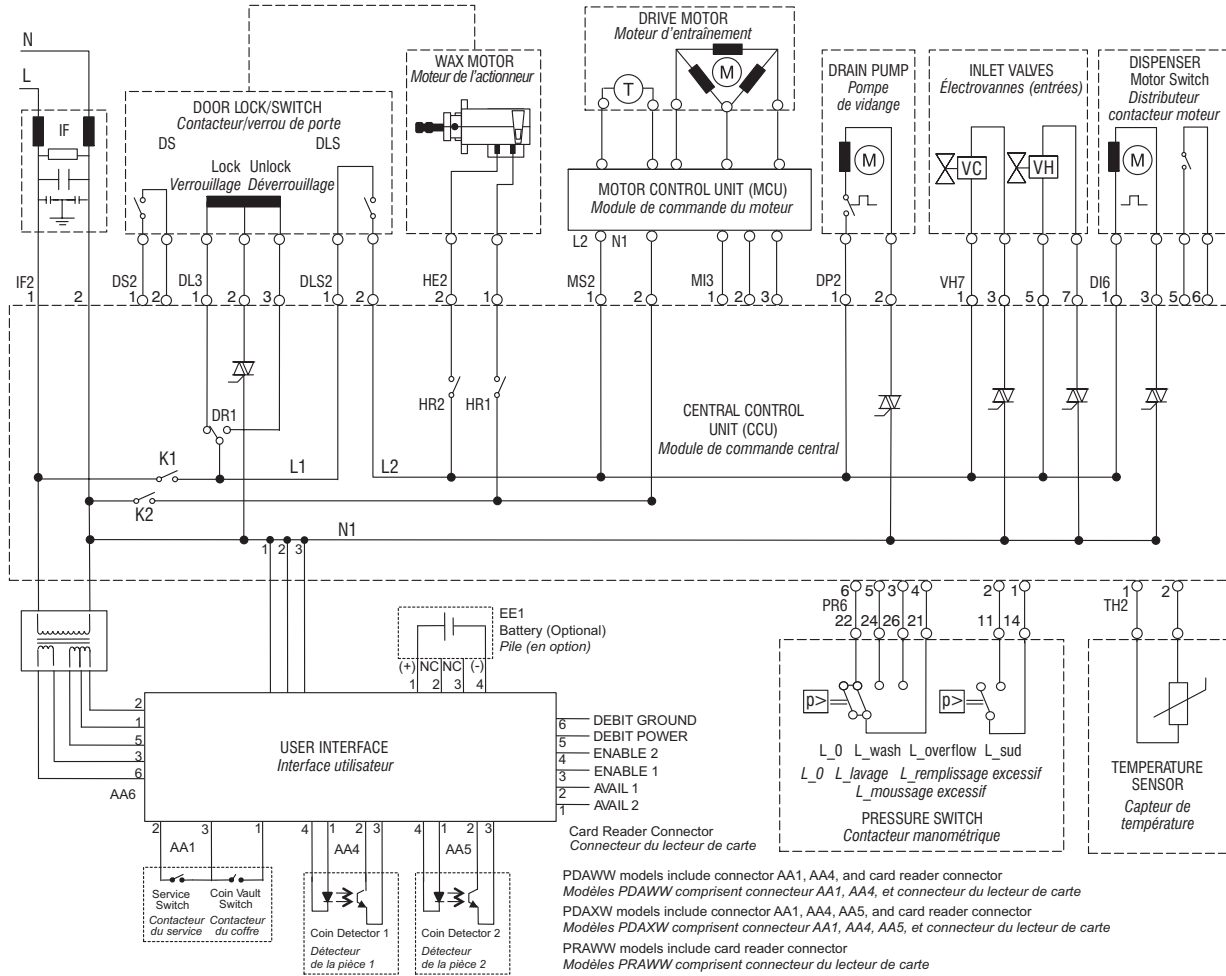 N
L
IF
DOOR LOCK/SWITCH
Contacteur/verrou de porte
DS
DLS
Lock Unlock
Verrouillage Déverrouillage
WAX MOTOR
Moteur de l'actionneur
DRIVE MOTOR
Moteur d'entraînement
T
M
MOTOR CONTROL UNIT (MCU)
Module de commande du moteur
L2 N1
DRAIN PUMP
Pompe
de vidange
M
INLET VALVES
Électrovannes (entrées)
VC
VH
DISPENSER
Motor Switch
Distributeur
contacteur moteur
M
IF2
1 2
DS2
1 2
DL3
1 2 3
DLS2
1 2
HE2
2 1
MS2
1 2
MI3
1 2 3
DP2
1 2
VH7
1 3 5 7
DI6
1 3 5 6
DR1
HR2
HR1
CENTRAL CONTROL
UNIT (CCU)
Module de commande central
K1
L1
L2
K2
N1
1 2 3
EE1
Battery (Optional)
Pile (en option)
(+) NC NC (-)
1 2 3 4
USER INTERFACE
Interface utilisateur
2
1
5
3
6
AA6
6 DEBIT GROUND
5 DEBIT POWER
4 ENABLE 2
3 ENABLE 1
2 AVAIL 1
1 AVAIL 2
Card Reader Connector
Connecteur du lecteur de carte
2 3 1
AA1
Service
Switch
Contacteur
du service
Coin Vault
Switch
Contacteur
du coffre
4 1 2 3
AA4
Coin Detector 1
Détecteur
de la pièce 1
4 1 2 3
AA5
Coin Detector 2
Détecteur
de la pièce 2
6 5 3 4
PR6
22 24 26 21
2 1
11 14
p>
p>
L_0 L_wash L_overflow L_sud
L_0 L_lavage L_remplissage excessif
L_moussage excessif
PRESSURE SWITCH
Contacteur manométrique
1 2
TH2
TEMPERATURE
SENSOR
Capteur de
température
PDAWW models include connector AA1, AA4, and card reader connector
Modèles PDAWW comprisent connecteur AA1, AA4, et connecteur du lecteur de carte
PDAXW models include connector AA1, AA4, AA5, and card reader connector
Modèles PDAXW comprisent connecteur AA1, AA4, AA5, et connecteur du lecteur de carte
PRAWW models include card reader connector
Modèles PRAWW comprisent connecteur du lecteur de carte